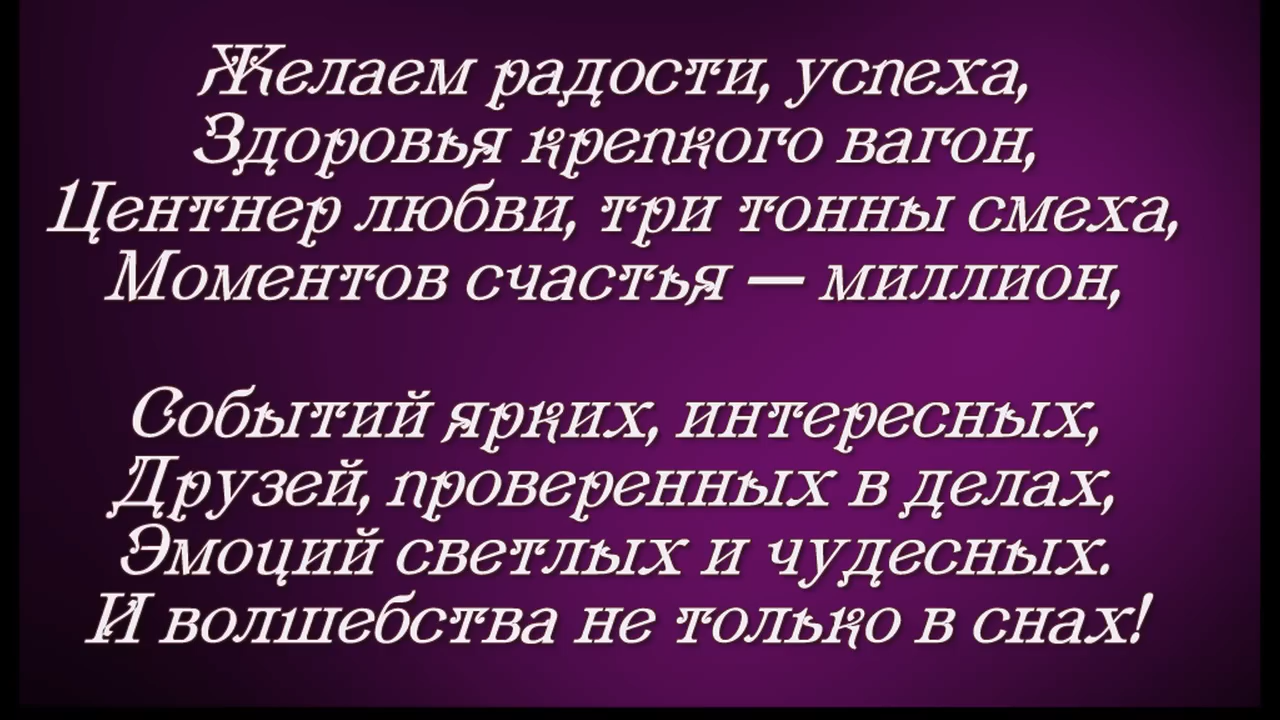 Желаем радости, успеха,
Здоровья крепкого вагон,
Центнер любви, три тонны смеха,
Моментов счастья — миллион,
Событий ярких, интересных,
Друзей, проверенных в делах,
Эмоций светлых и чудесных.
И волшебства не только в снах!